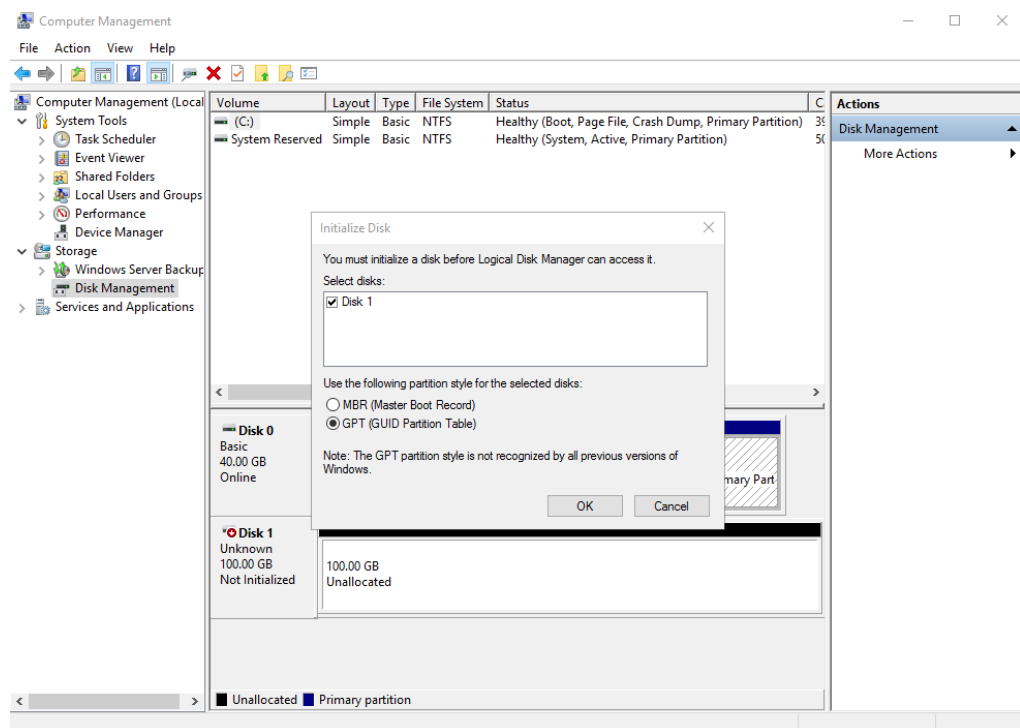 Computer Management
File Action View Help
Computer Management (Local
System Tools
Task Scheduler
Event Viewer
Shared Folders
Local Users and Groups
Performance
Device Manager
Storage
Windows Server Backup
Disk Management
Services and Applications
Volume Layout Type File System Status C
(C:) Simple Basic NTFS Healthy (Boot, Page File, Crash Dump, Primary Partition) 39
System Reserved Simple Basic NTFS Healthy (System, Active, Primary Partition) 50
Actions
Disk Management
More Actions
Initialize Disk
You must initialize a disk before Logical Disk Manager can access it.
Select disks:
Disk 1
Use the following partition style for the selected disks:
MBR (Master Boot Record)
GPT (GUID Partition Table)
Note: The GPT partition style is not recognized by all previous versions of
Windows.
OK Cancel
Disk 0
Basic
40.00 GB
Online
mary Part
Disk 1
Unknown
100.00 GB
Not Initialized
100.00 GB
Unallocated
Unallocated Primary partition